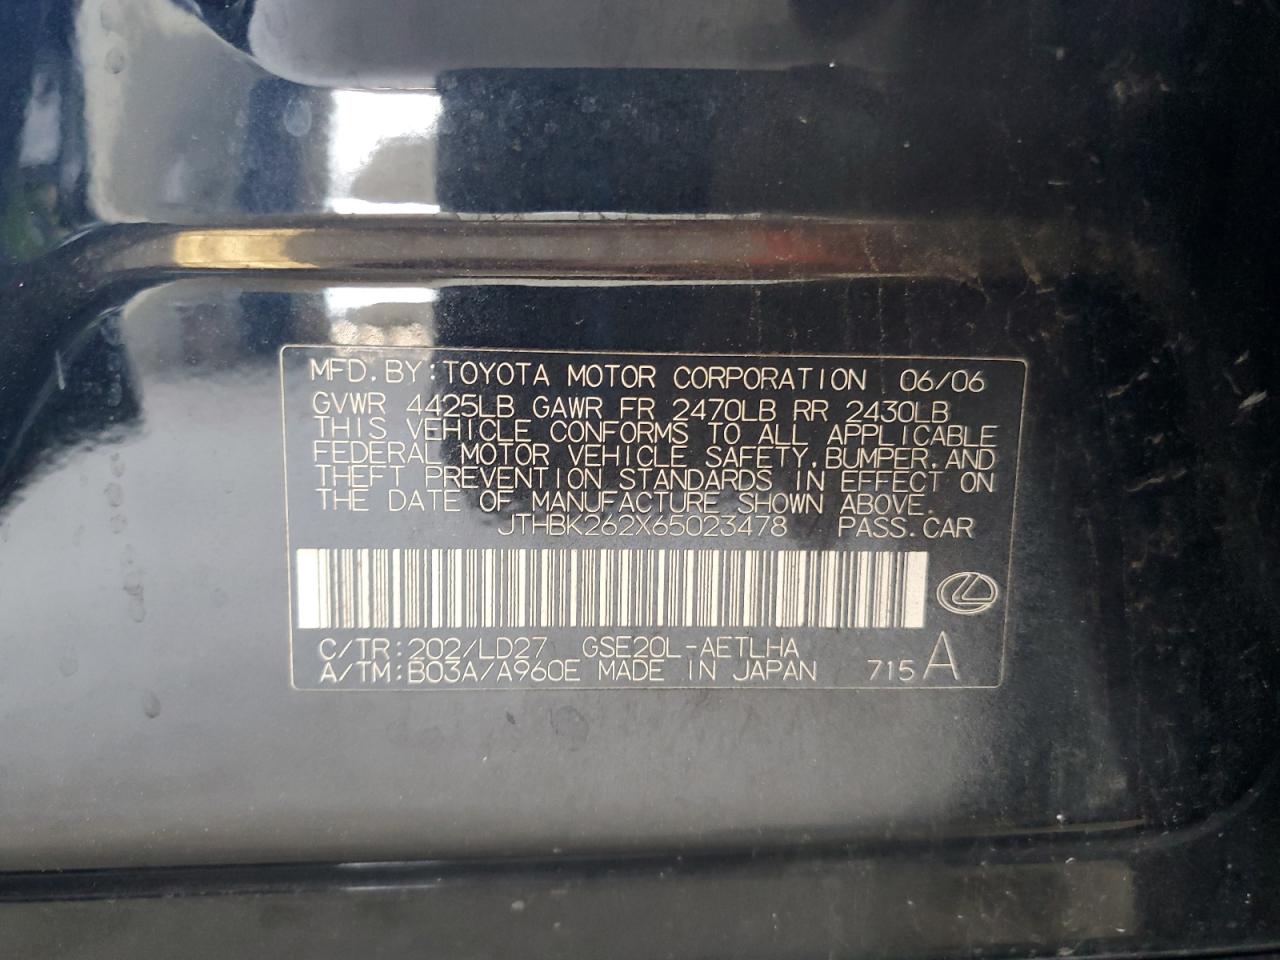 MFD. BY: TOYOTA MOTOR CORPORATION 06/06
GVWR 4425LB GAWR FR 2470LB RR 2430LB
THIS VEHICLE CONFORMS TO ALL APPLICABLE
FEDERAL MOTOR VEHICLE SAFETY, BUMPER, AND
THEFT PREVENTION STANDARDS IN EFFECT ON
THE DATE OF MANUFACTURE SHOWN ABOVE.
JTHBK262X65023478 PASS. CAR
C/TR: 202/LD27 GSE20L-AETLHA
A/TM: B03A/A960E MADE IN JAPAN 715 A